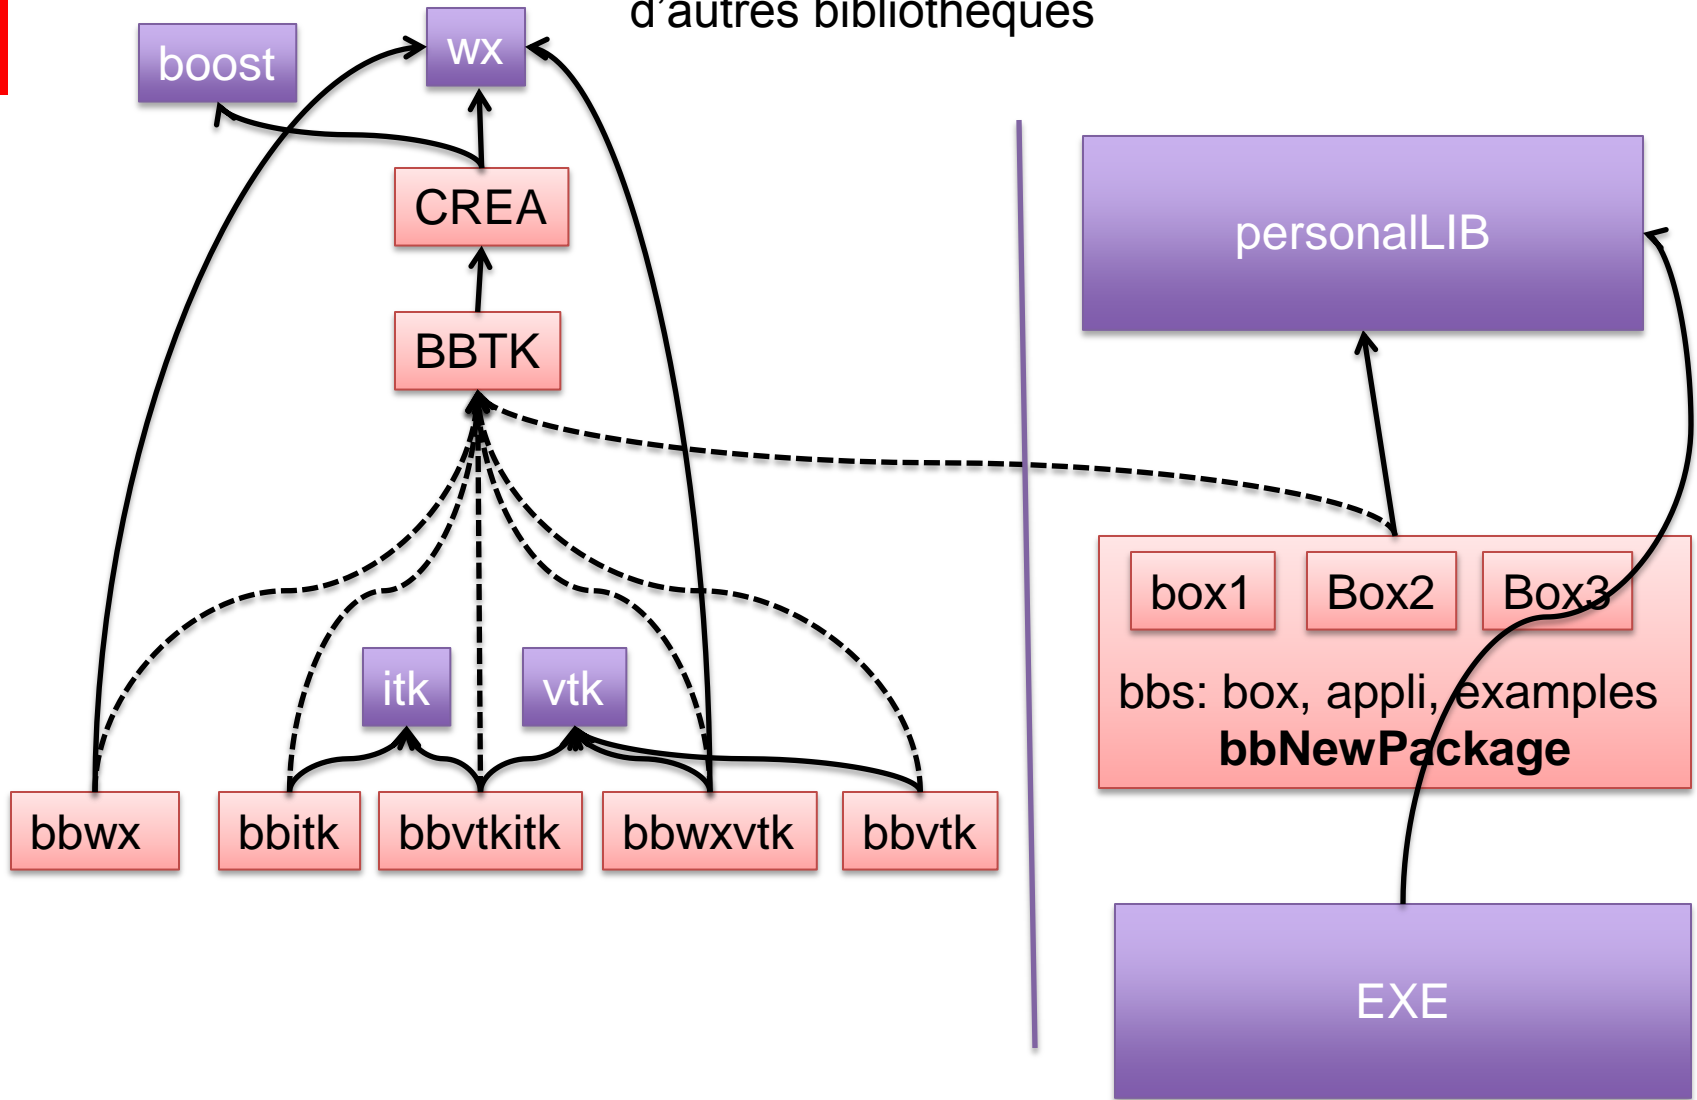 d'autres bibliothèques
boost
wx
CREA
personalLIB
BBTK
box1
Box2
Box3
itk
vtk
bbs: box, appli, examples
bbNewPackage
bbwx
bbitk
bbvtkitk
bbwxvtk
bbvtk
EXE